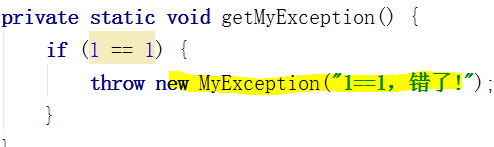 private static void getMyException() {
if (1 == 1) {
throw new MyException("1==1，错了!");
}
}